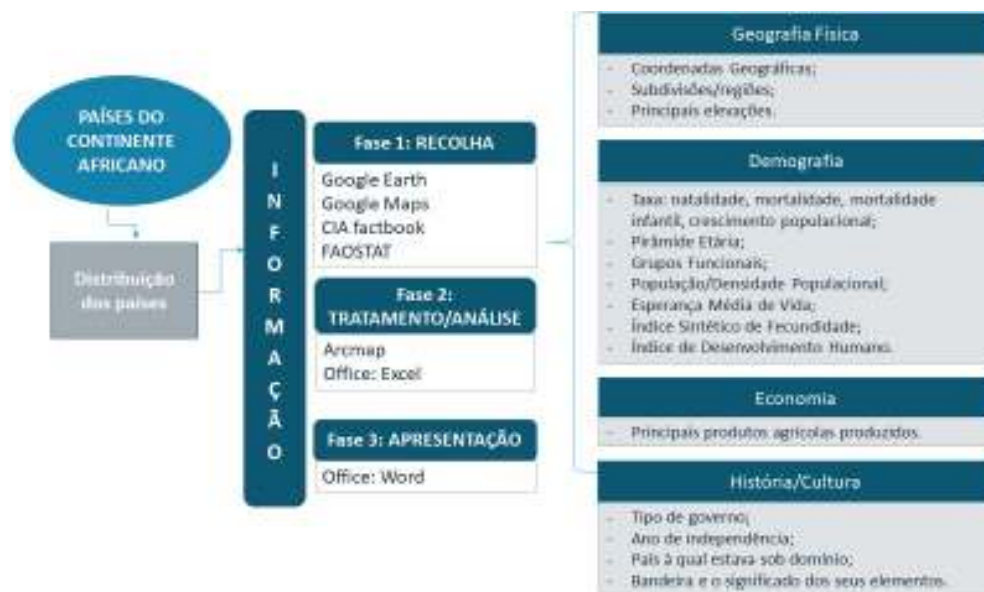 PAÍSES DO
CONTINENTE
AFRICANO
Distribuição
dos países
INFORMAÇÃO
Fase 1: RECOLHA
Google Earth
Google Maps
CIA factbook
FAOSTAT
Fase 2:
TRATAMENTO/ANÁLISE
Arcmap
Office: Excel
Fase 3: APRESENTAÇÃO
Office: Word
Geografia Física
- Coordenadas Geográficas;
- Subdivisões/regiões;
- Principais elevações.
Demografia
- Taxa: natalidade, mortalidade, mortalidade
infantil, crescimento populacional;
- Pirâmide Etária;
- Grupos Funcionais;
- População/Densidade Populacional;
- Esperança Média de Vida;
- Índice Sintético de Fecundidade;
- Índice de Desenvolvimento Humano.
Economia
- Principais produtos agrícolas produzidos.
História/Cultura
- Tipo de governo;
- Ano de independência;
- País à qual estava sob domínio;
- Bandeira e o significado dos seus elementos.